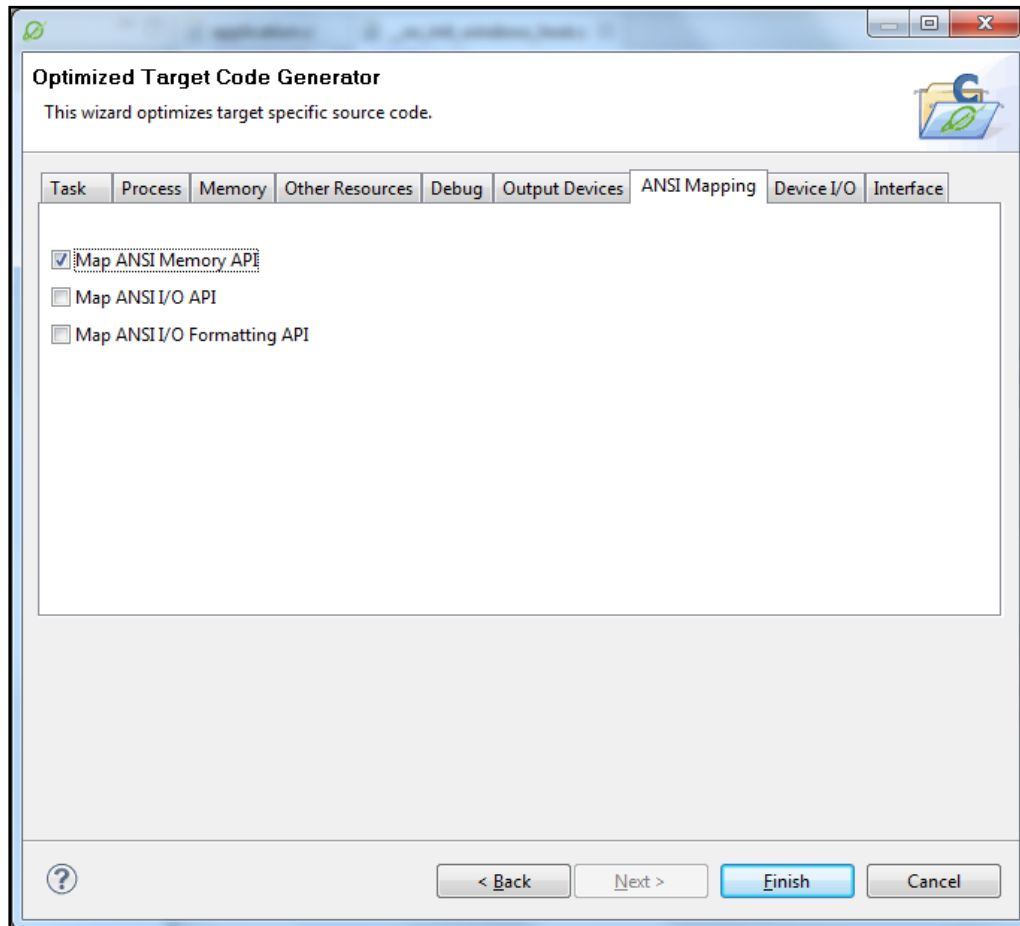 Optimized Target Code Generator
This wizard optimizes target specific source code.
Task Process Memory Other Resources Debug Output Devices ANSI Mapping Device I/O Interface
Map ANSI Memory API
Map ANSI I/O API
Map ANSI I/O Formatting API
< Back Next > Finish Cancel